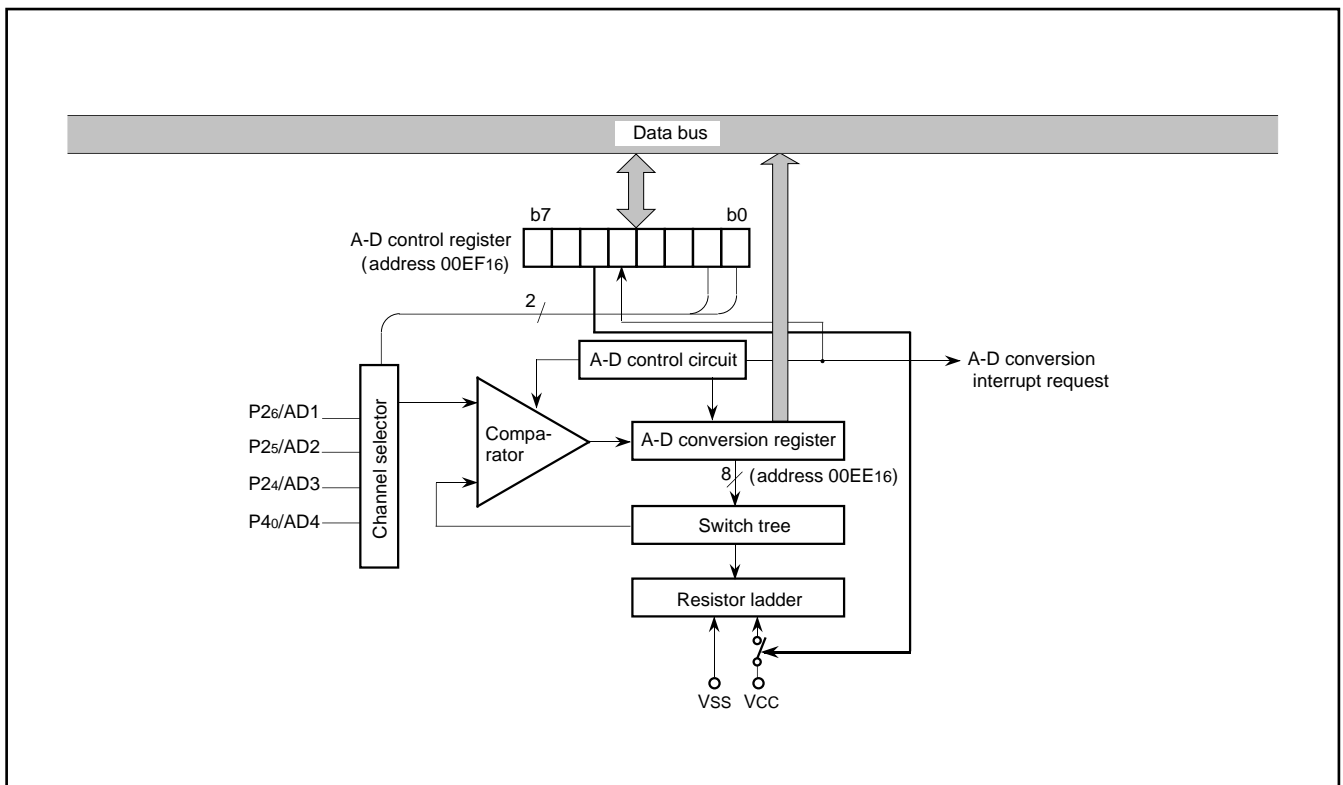 Data bus
b7 b0
A-D control register
(address 00EF16)
2
A-D control circuit
A-D conversion
interrupt request
P26/AD1
P25/AD2
P24/AD3
P40/AD4
Channel selector
Compa-
rator
A-D conversion register
8 (address 00EE16)
Switch tree
Resistor ladder
VSS VCC